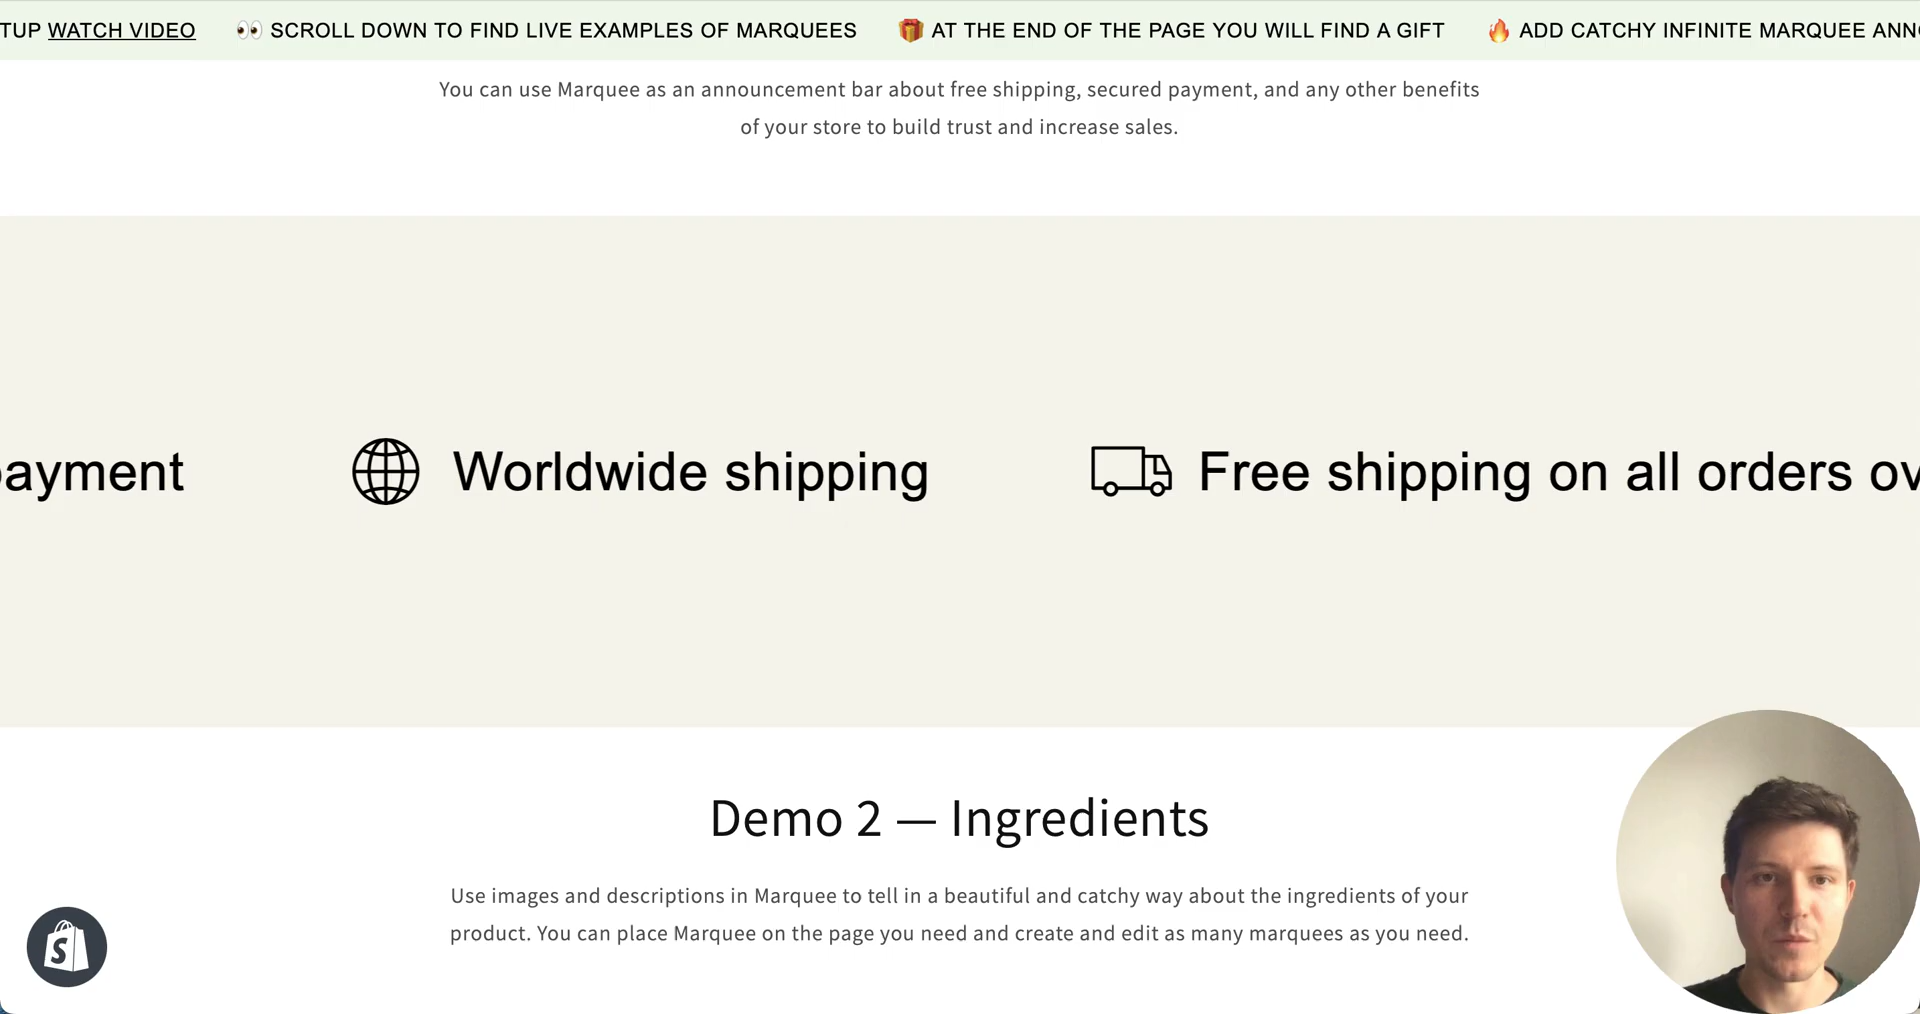 TUP WATCH VIDEO 👀 SCROLL DOWN TO FIND LIVE EXAMPLES OF MARQUEES 🎁 AT THE END OF THE PAGE YOU WILL FIND A GIFT 🔥 ADD CATCHY INFINITE MARQUEE ANN
You can use Marquee as an announcement bar about free shipping, secured payment, and any other benefits
of your store to build trust and increase sales.
payment Worldwide shipping Free shipping on all orders ov
Demo 2 — Ingredients
Use images and descriptions in Marquee to tell in a beautiful and catchy way about the ingredients of your
product. You can place Marquee on the page you need and create and edit as many marquees as you need.